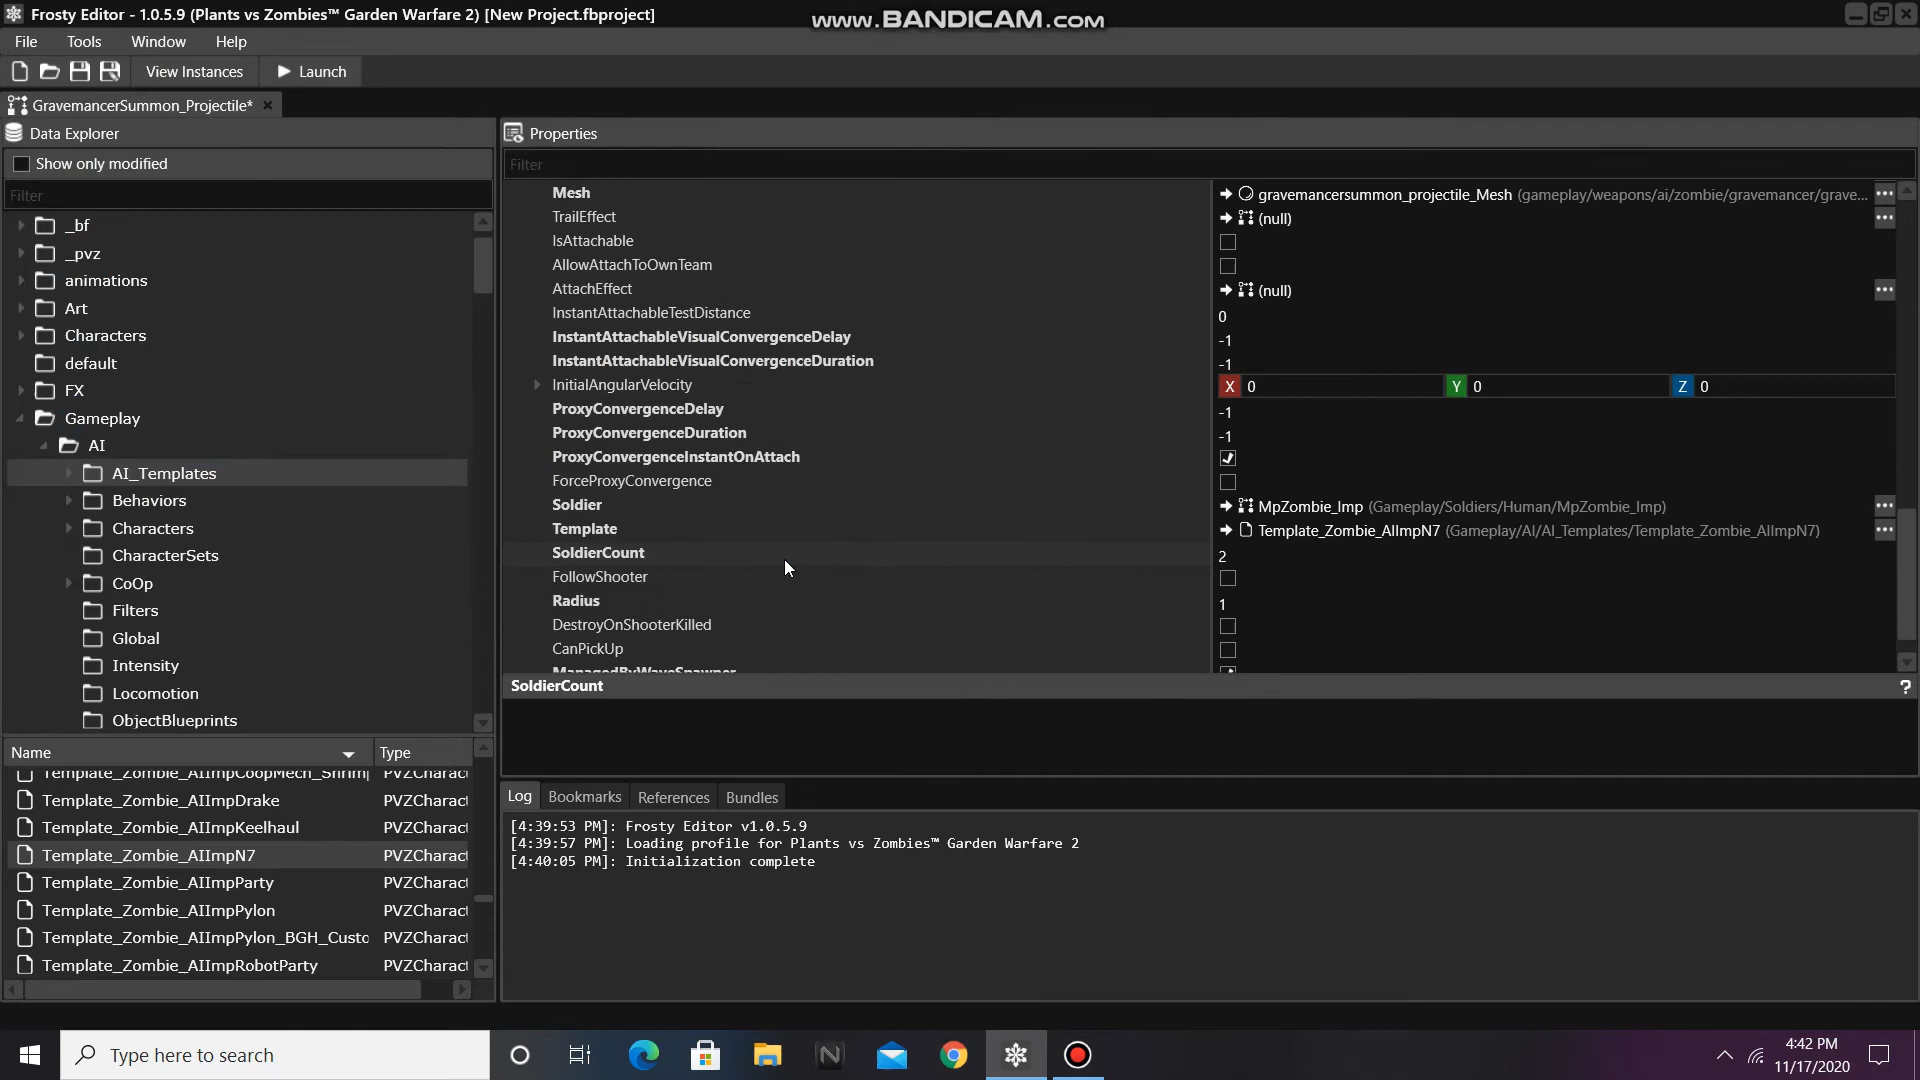 Frosty Editor - 1.0.5.9 (Plants vs Zombies™ Garden Warfare 2) [New Project.fbproject]
www.BANDICAM.com
File Tools Window Help
View Instances Launch
GravemancerSummon_Projectile*
Data Explorer
Show only modified
Filter
_bf
_pvz
animations
Art
Characters
default
FX
Gameplay
AI
AI_Templates
Behaviors
Characters
CharacterSets
CoOp
Filters
Global
Intensity
Locomotion
ObjectBlueprints
Name Type
Template_Zombie_AIImpCoopMech_Shrimp PVZCharact
Template_Zombie_AIImpDrake PVZCharact
Template_Zombie_AIImpKeelhaul PVZCharact
Template_Zombie_AIImpN7 PVZCharact
Template_Zombie_AIImpParty PVZCharact
Template_Zombie_AIImpPylon PVZCharact
Template_Zombie_AIImpPylon_BGH_Custo PVZCharact
Template_Zombie_AIImpRobotParty PVZCharact
Properties
Filter
Mesh gravemancersummon_projectile_Mesh (gameplay/weapons/ai/zombie/gravemancer/grave...
TrailEffect (null)
IsAttachable
AllowAttachToOwnTeam
AttachEffect (null)
InstantAttachableTestDistance 0
InstantAttachableVisualConvergenceDelay -1
InstantAttachableVisualConvergenceDuration -1
InitialAngularVelocity X 0 Y 0 Z 0
ProxyConvergenceDelay -1
ProxyConvergenceDuration -1
ProxyConvergenceInstantOnAttach
ForceProxyConvergence
Soldier MpZombie_Imp (Gameplay/Soldiers/Human/MpZombie_Imp)
Template Template_Zombie_AIImpN7 (Gameplay/AI/AI_Templates/Template_Zombie_AIImpN7)
SoldierCount 2
FollowShooter
Radius 1
DestroyOnShooterKilled
CanPickUp
ManagedByWaveSpawner
SoldierCount ?
Log Bookmarks References Bundles
[4:39:53 PM]: Frosty Editor v1.0.5.9
[4:39:57 PM]: Loading profile for Plants vs Zombies™ Garden Warfare 2
[4:40:05 PM]: Initialization complete
Type here to search
4:42 PM
11/17/2020